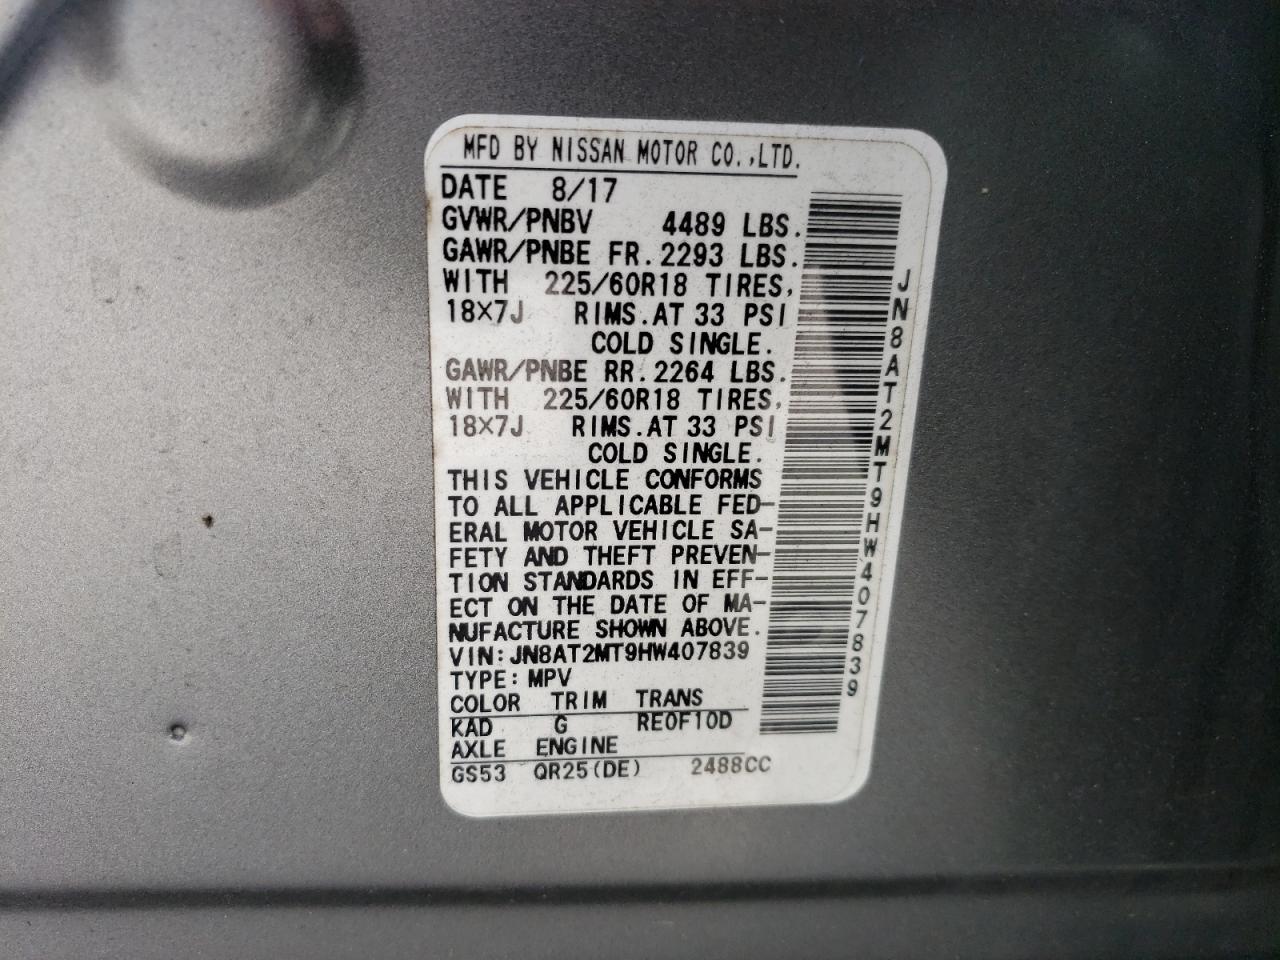 MFD BY NISSAN MOTOR CO.,LTD.
DATE 8/17
GVWR/PNBV 4489 LBS.
GAWR/PNBE FR.2293 LBS.
WITH 225/60R18 TIRES,
18×7J RIMS.AT 33 PSI
COLD SINGLE.
GAWR/PNBE RR.2264 LBS.
WITH 225/60R18 TIRES,
18×7J RIMS.AT 33 PSI
COLD SINGLE.
THIS VEHICLE CONFORMS
TO ALL APPLICABLE FED-
ERAL MOTOR VEHICLE SA-
FETY AND THEFT PREVEN-
TION STANDARDS IN EFF-
ECT ON THE DATE OF MA-
NUFACTURE SHOWN ABOVE.
VIN:JN8AT2MT9HW407839
TYPE:MPV
COLOR TRIM TRANS
KAD G RE0F10D
AXLE ENGINE
GS53 QR25(DE) 2488CC
JN8AT2MT9HW407839